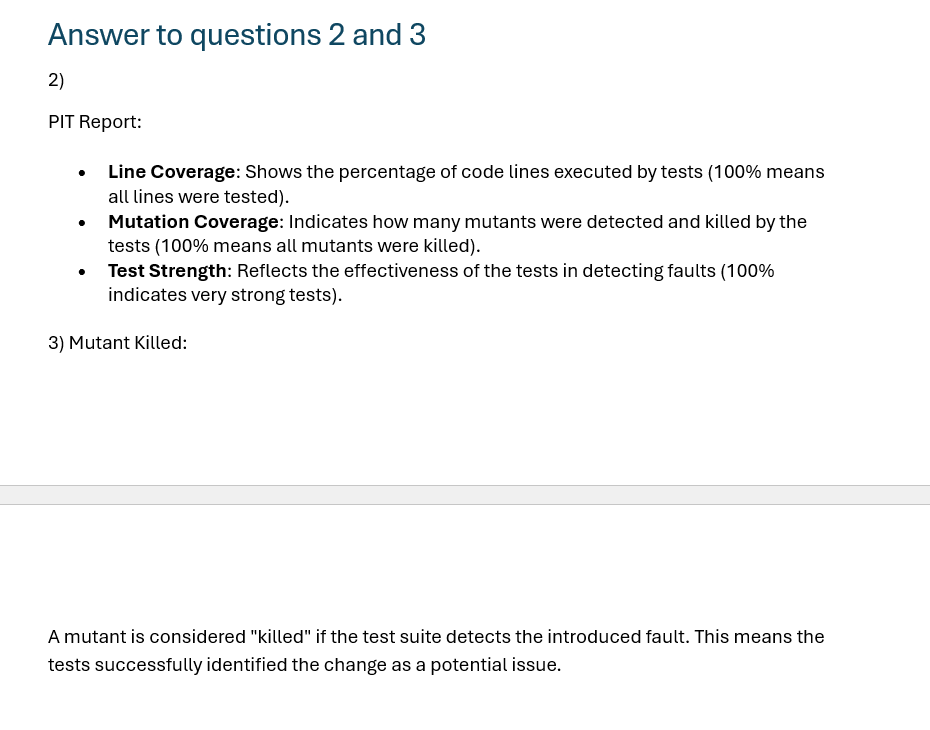 Answer to questions 2 and 3
2)
PIT Report:
• Line Coverage: Shows the percentage of code lines executed by tests (100% means
all lines were tested).
• Mutation Coverage: Indicates how many mutants were detected and killed by the
tests (100% means all mutants were killed).
• Test Strength: Reflects the effectiveness of the tests in detecting faults (100%
indicates very strong tests).
3) Mutant Killed:
A mutant is considered "killed" if the test suite detects the introduced fault. This means the
tests successfully identified the change as a potential issue.